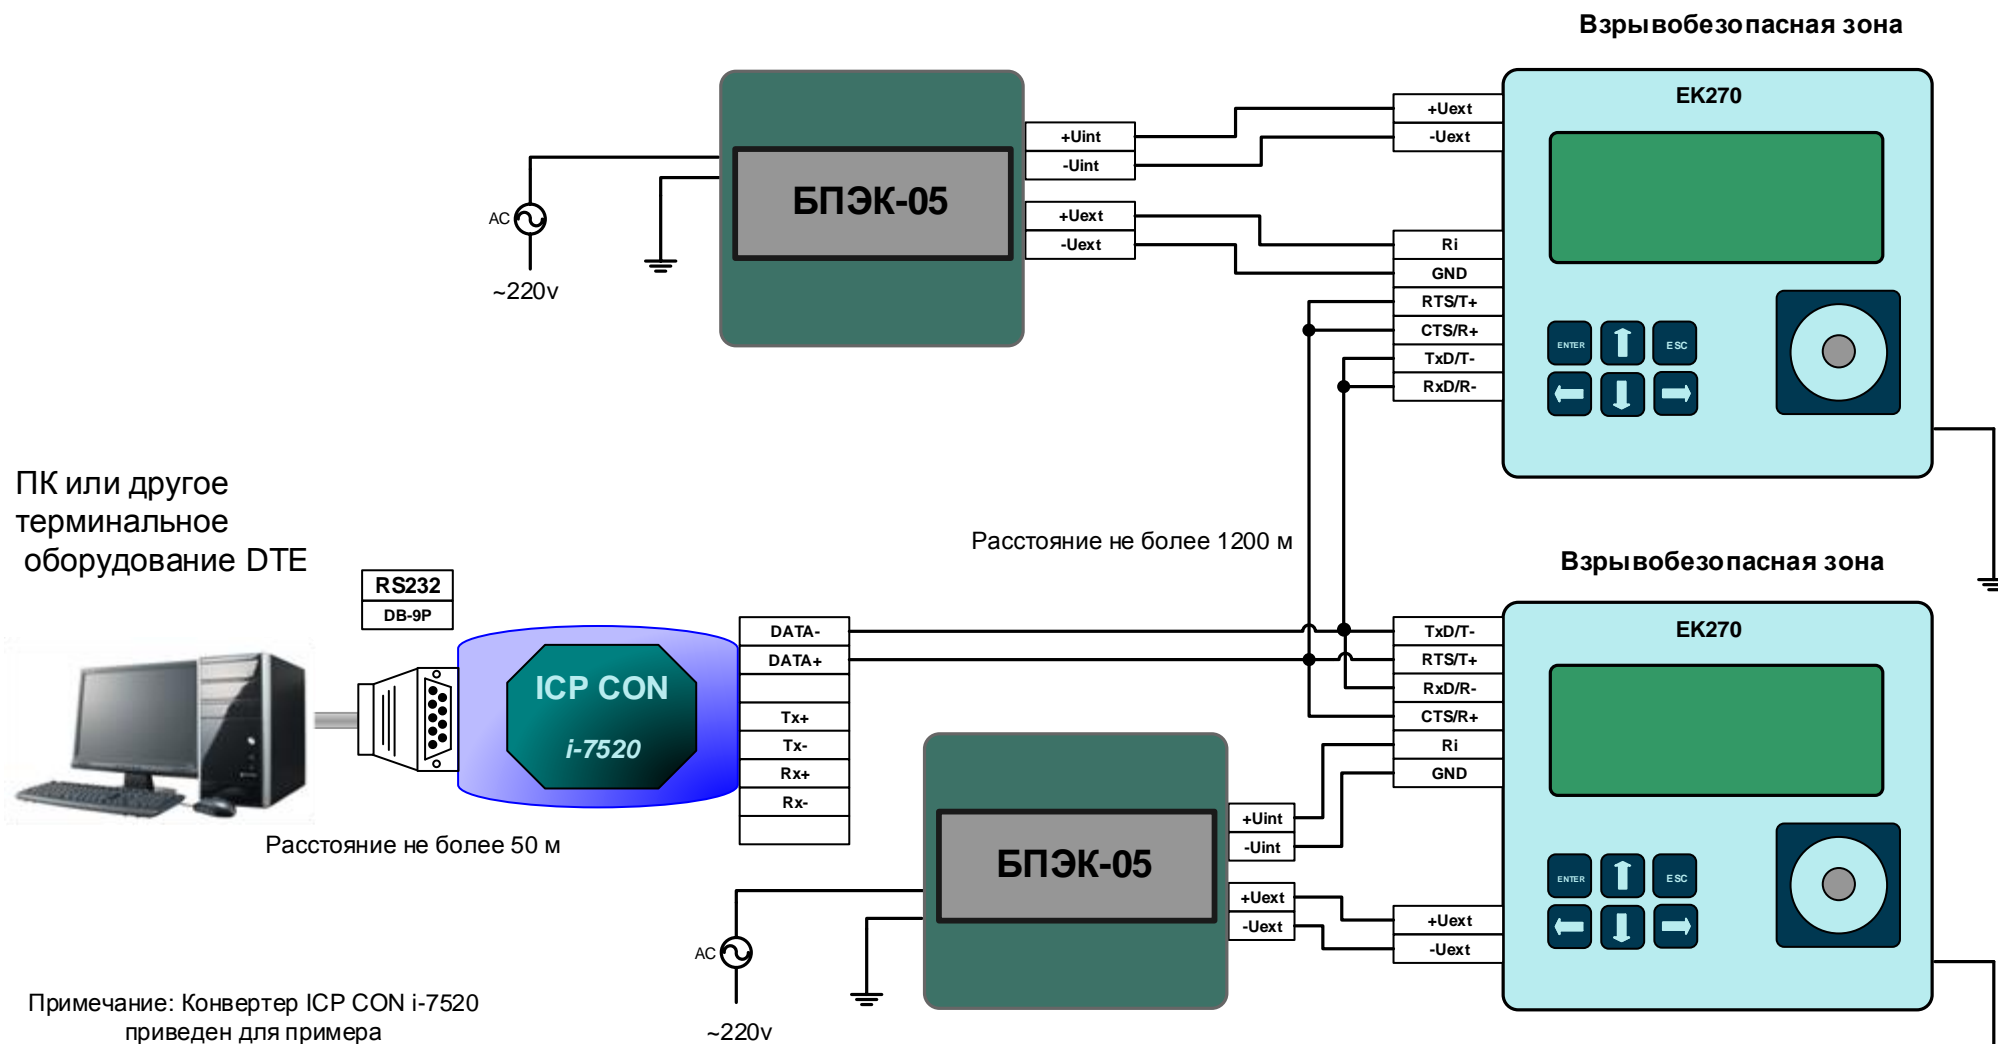 Взрывобезопасная зона
EK270
+Uext
-Uext
+Uint
-Uint
БПЭК-05
+Uext
-Uext
AC
~220v
Ri
GND
RTS/T+
CTS/R+
TxD/T-
RxD/R-
ENTER
ESC
ПК или другое
терминальное
оборудование DTE
Расстояние не более 1200 м
Взрывобезопасная зона
RS232
DB-9P
DATA-
DATA+
Tx+
Tx-
Rx+
Rx-
ICP CON
i-7520
EK270
TxD/T-
RTS/T+
RxD/R-
CTS/R+
Ri
GND
Расстояние не более 50 м
+Uint
-Uint
БПЭК-05
+Uext
-Uext
+Uext
-Uext
ENTER
ESC
AC
~220v
Примечание: Конвертер ICP CON i-7520
приведен для примера